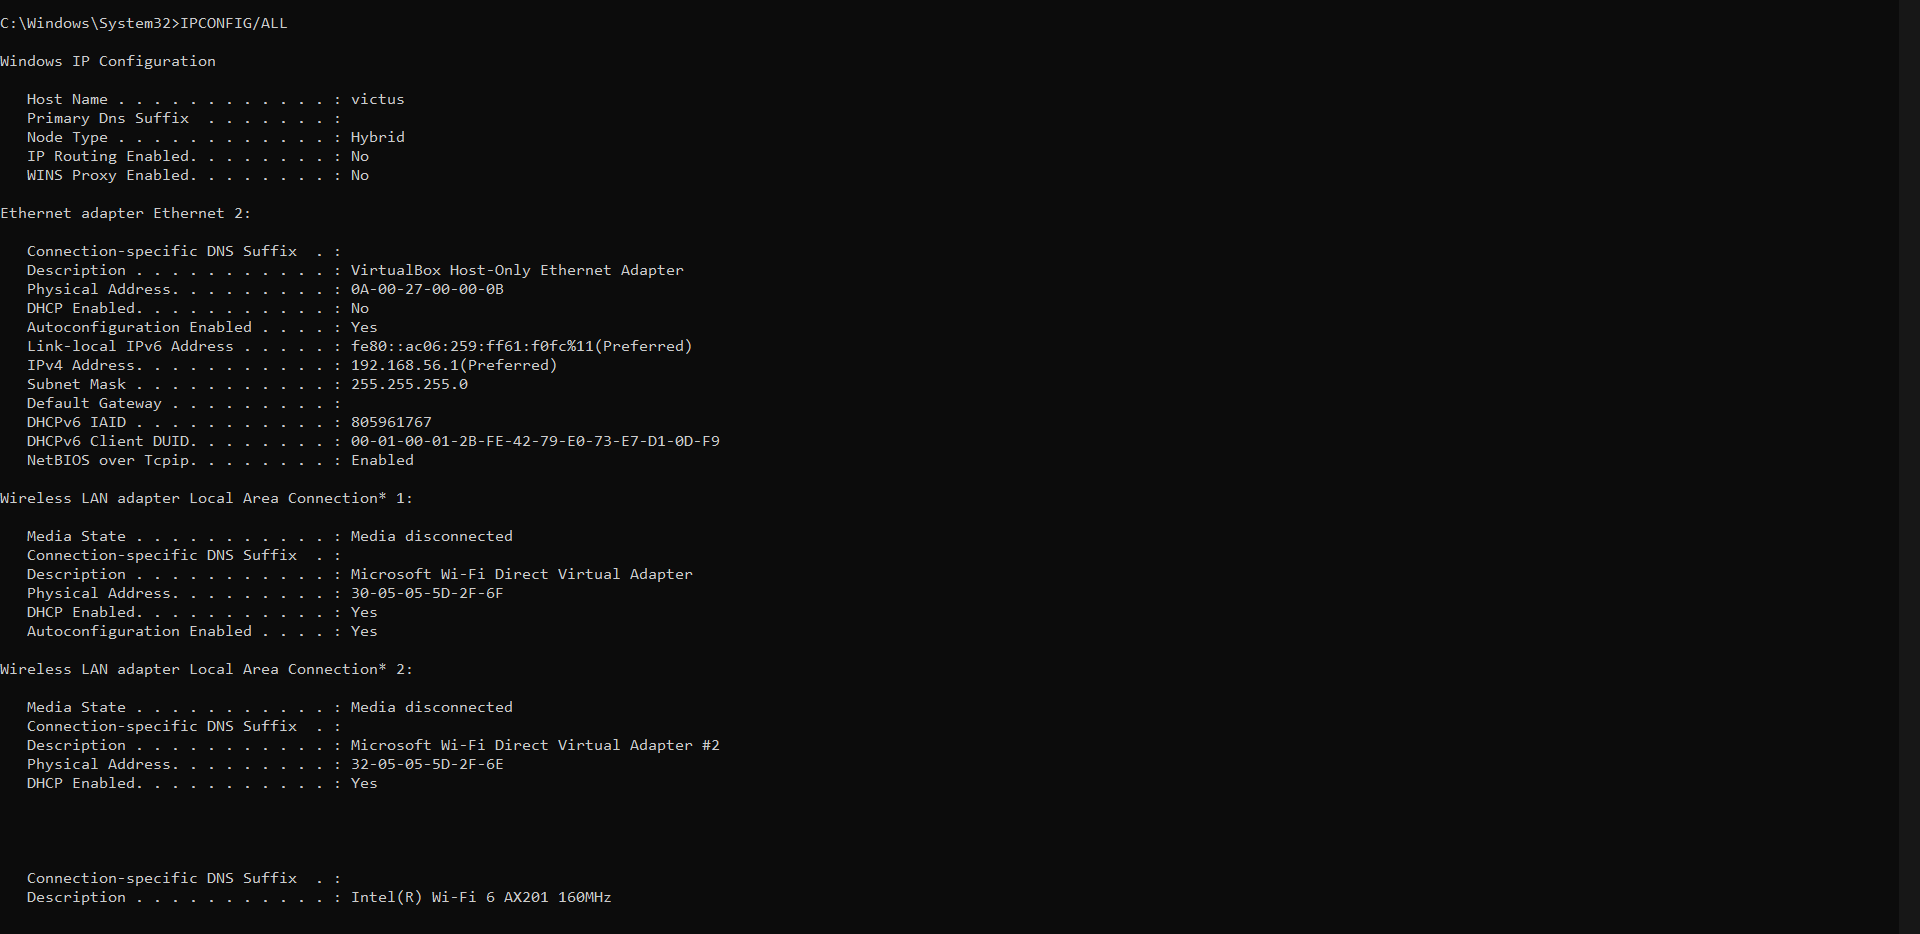 C:\Windows\System32>IPCONFIG/ALL
Windows IP Configuration
Host Name . . . . . . . . . . . . : victus
Primary Dns Suffix  . . . . . . . :
Node Type . . . . . . . . . . . . : Hybrid
IP Routing Enabled. . . . . . . . : No
WINS Proxy Enabled. . . . . . . . : No
Ethernet adapter Ethernet 2:
Connection-specific DNS Suffix  . :
Description . . . . . . . . . . . : VirtualBox Host-Only Ethernet Adapter
Physical Address. . . . . . . . . : 0A-00-27-00-00-0B
DHCP Enabled. . . . . . . . . . . : No
Autoconfiguration Enabled . . . . : Yes
Link-local IPv6 Address . . . . . : fe80::ac06:259:ff61:f0fc%11(Preferred)
IPv4 Address. . . . . . . . . . . : 192.168.56.1(Preferred)
Subnet Mask . . . . . . . . . . . : 255.255.255.0
Default Gateway . . . . . . . . . :
DHCPv6 IAID . . . . . . . . . . . : 805961767
DHCPv6 Client DUID. . . . . . . . : 00-01-00-01-2B-FE-42-79-E0-73-E7-D1-0D-F9
NetBIOS over Tcpip. . . . . . . . : Enabled
Wireless LAN adapter Local Area Connection* 1:
Media State . . . . . . . . . . . : Media disconnected
Connection-specific DNS Suffix  . :
Description . . . . . . . . . . . : Microsoft Wi-Fi Direct Virtual Adapter
Physical Address. . . . . . . . . : 30-05-05-5D-2F-6F
DHCP Enabled. . . . . . . . . . . : Yes
Autoconfiguration Enabled . . . . : Yes
Wireless LAN adapter Local Area Connection* 2:
Media State . . . . . . . . . . . : Media disconnected
Connection-specific DNS Suffix  . :
Description . . . . . . . . . . . : Microsoft Wi-Fi Direct Virtual Adapter #2
Physical Address. . . . . . . . . : 32-05-05-5D-2F-6E
DHCP Enabled. . . . . . . . . . . : Yes
Connection-specific DNS Suffix  . :
Description . . . . . . . . . . . : Intel(R) Wi-Fi 6 AX201 160MHz